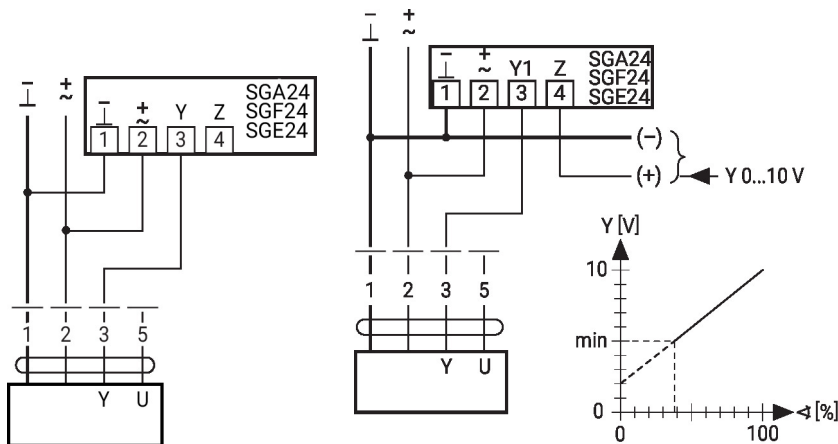 - +
⊥ ~
- + Y Z
⊥ ~
1 2 3 4
SGA24
SGF24
SGE24
1 2 3 5
Y U
- +
⊥ ~
- + Y1 Z
⊥ ~
1 2 3 4
SGA24
SGF24
SGE24
(–)
(+)
Y 0...10 V
1 2 3 5
Y U
Y [V]
10
min
0
0 100
∢ [%]